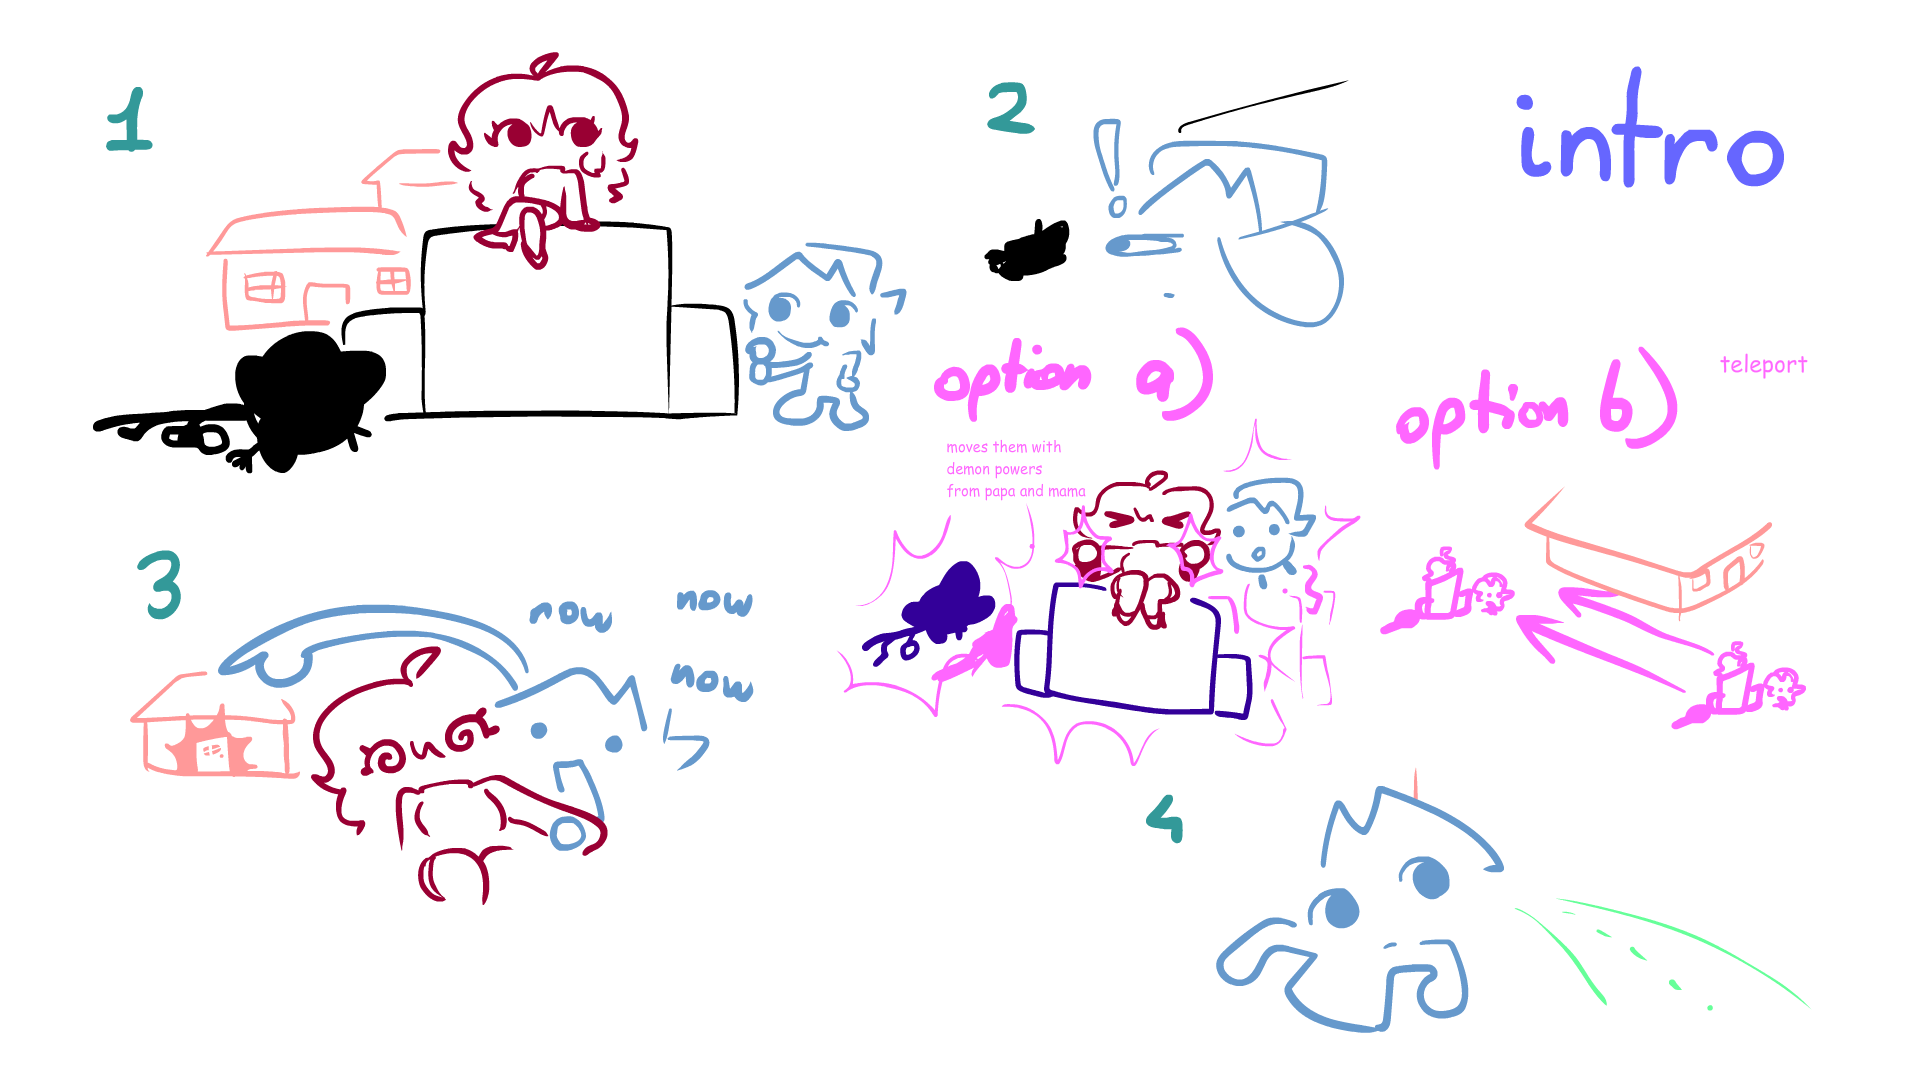 1
2
intro
option a)
option b)
teleport
moves them with
demon powers
from papa and mama
3
now
now
now
4